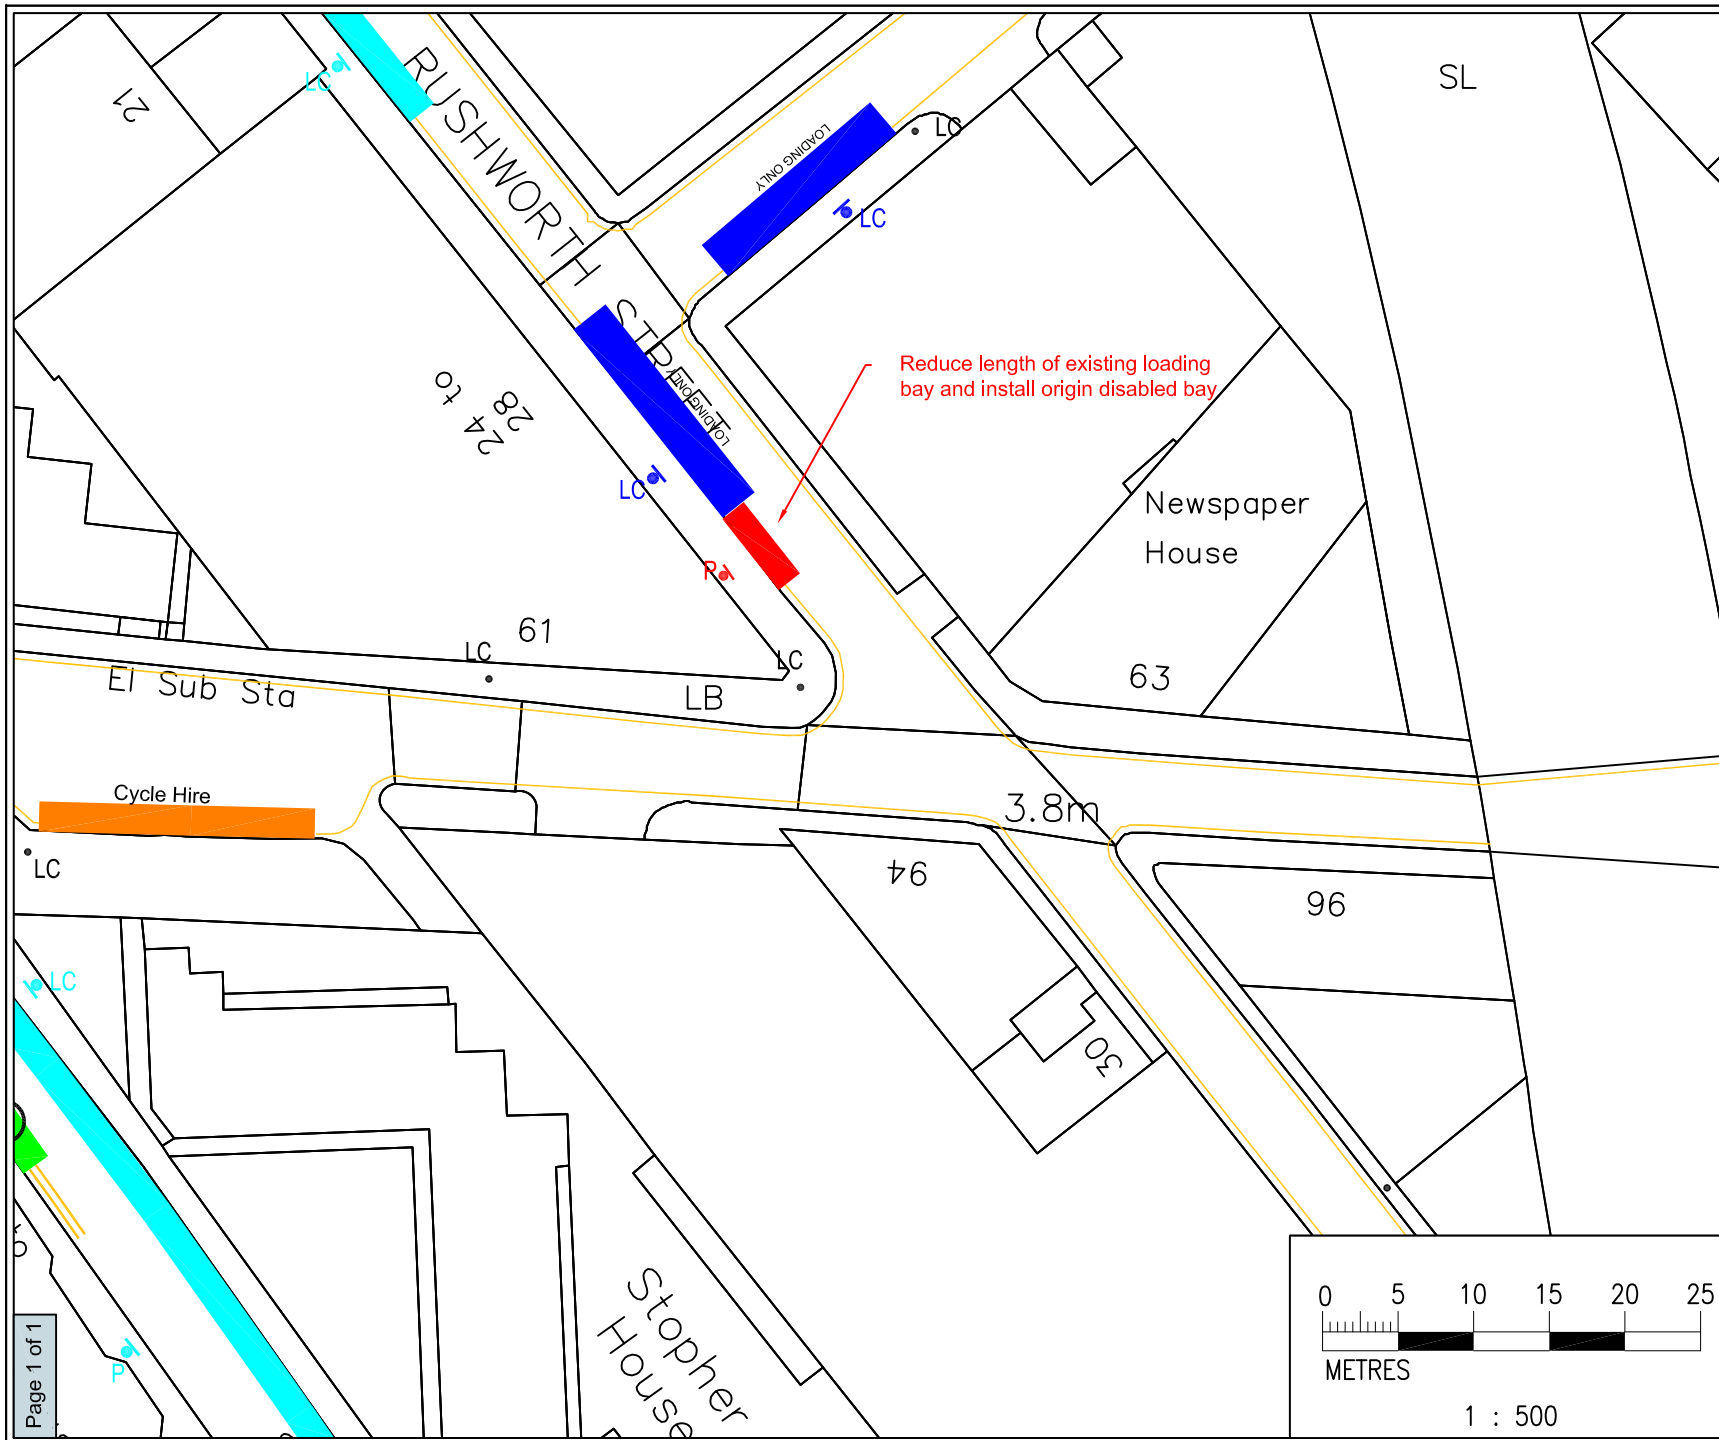 21
LC
RUSHWORTH STREET
LOADING ONLY
LC
LC
SL
24 to
28
LOADING ONLY
LC
P
Reduce length of existing loading
bay and install origin disabled bay
Newspaper
House
61
LC
LC
LB
El Sub Sta
63
Cycle Hire
LC
3.8m
94
96
LC
30
P
Stopher
House
Page 1 of 1
0 5 10 15 20 25
METRES
1 : 500